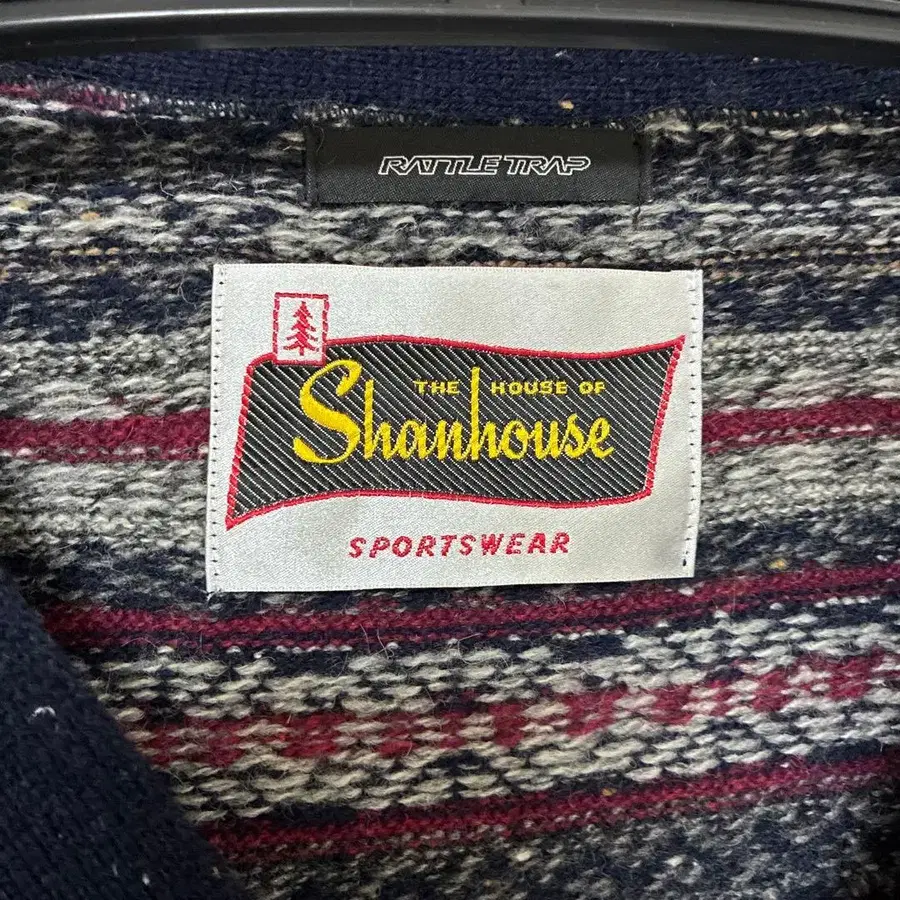 RATTLE TRAP
THE HOUSE OF
Shanhouse
SPORTSWEAR